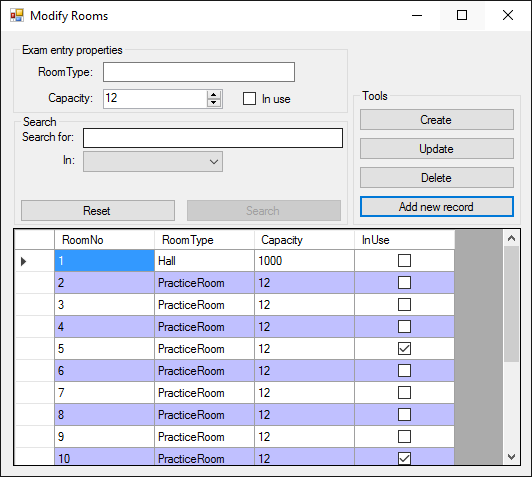 Modify Rooms
Exam entry properties
RoomType:
Capacity: 12 In use
Search
Search for:
In:
Reset Search
Tools
Create
Update
Delete
Add new record
RoomNo RoomType Capacity InUse
1 Hall 1000
2 PracticeRoom 12
3 PracticeRoom 12
4 PracticeRoom 12
5 PracticeRoom 12
6 PracticeRoom 12
7 PracticeRoom 12
8 PracticeRoom 12
9 PracticeRoom 12
10 PracticeRoom 12